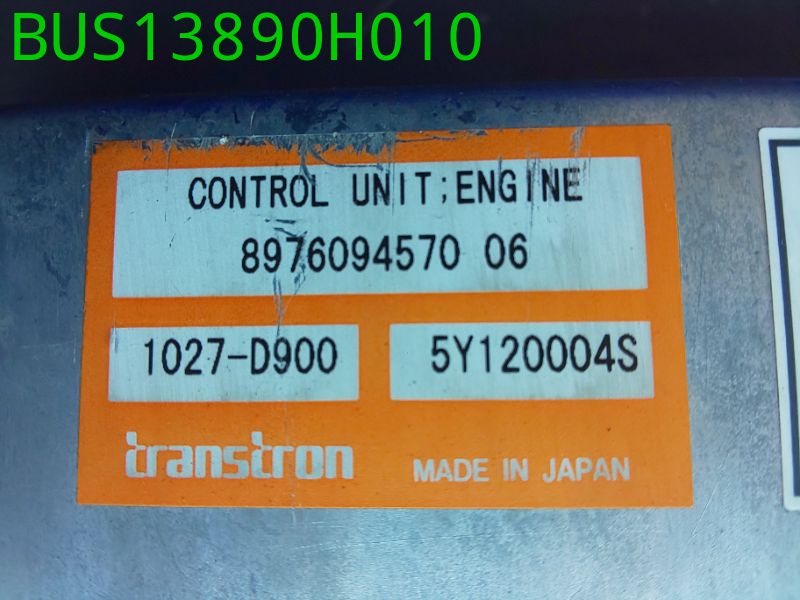 BUS13890H010
CONTROL UNIT;ENGINE
8976094570 06
1027-D900 5Y120004S
transtron MADE IN JAPAN